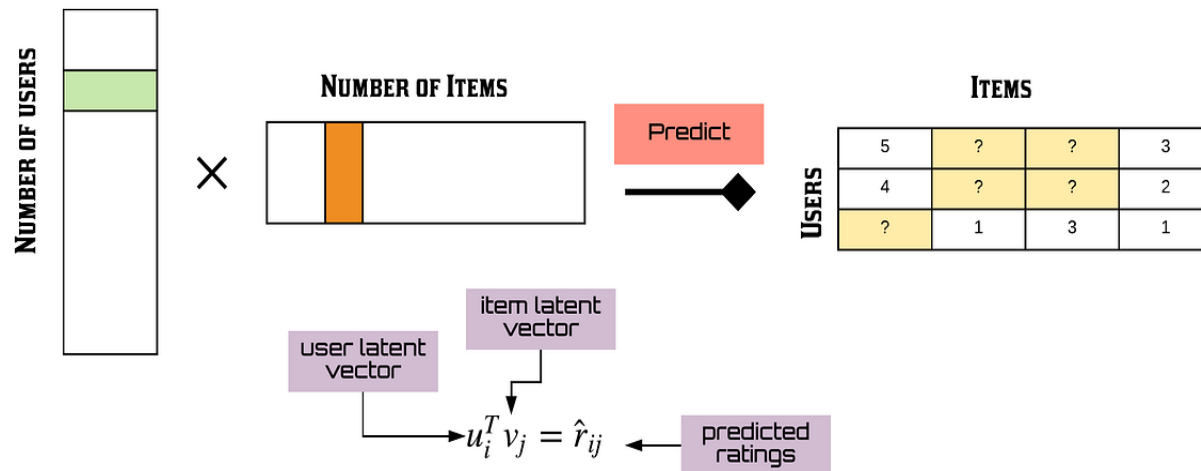 NUMBER OF USERS
×
NUMBER OF ITEMS
Predict
ITEMS
USERS
5 ? ? 3
4 ? ? 2
? 1 3 1
item latent
vector
user latent
vector
u_i^T v_j = r̂_ij
predicted
ratings